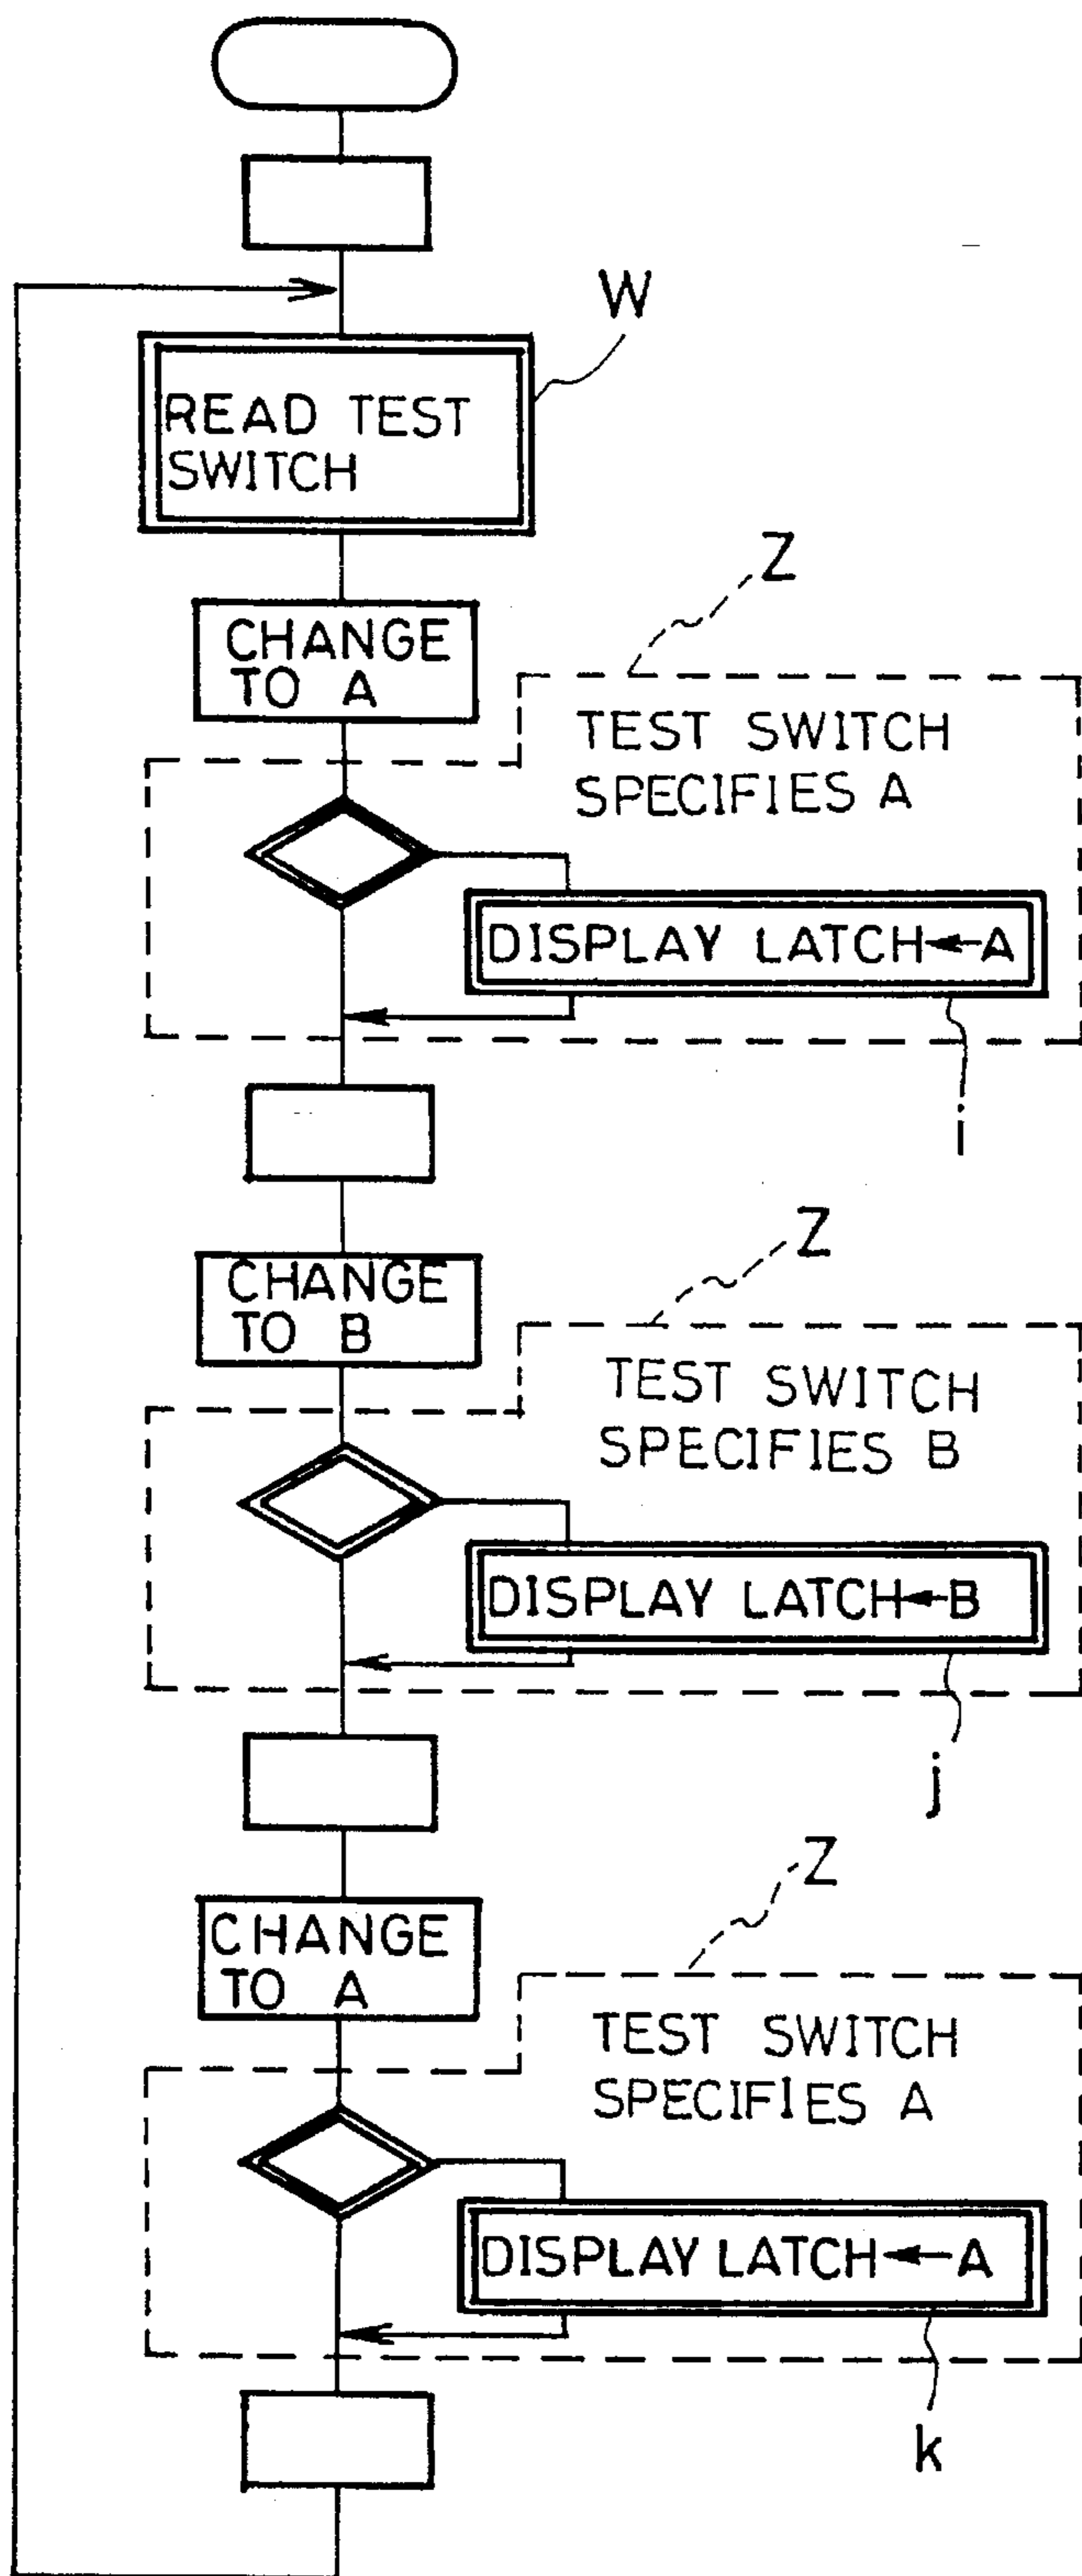 W
READ TEST
SWITCH
Z
CHANGE
TO A
TEST SWITCH
SPECIFIES A
DISPLAY LATCH←A
i
Z
CHANGE
TO B
TEST SWITCH
SPECIFIES B
DISPLAY LATCH←B
j
Z
CHANGE
TO A
TEST SWITCH
SPECIFIES A
DISPLAY LATCH←A
k